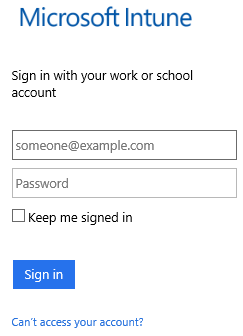 Microsoft Intune
Sign in with your work or school
account
someone@example.com
Password
Keep me signed in
Sign in
Can't access your account?